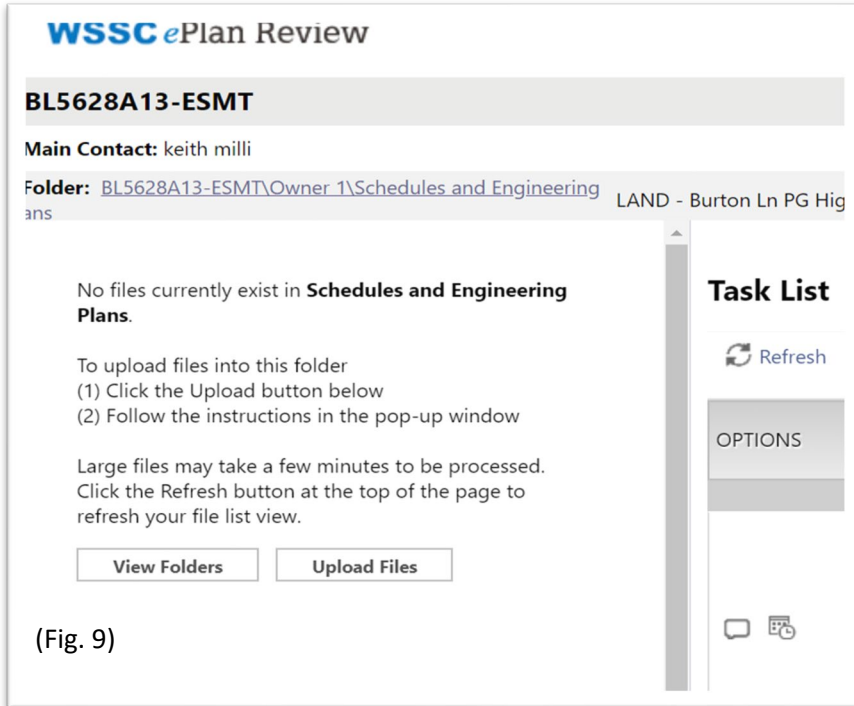 WSSC ePlan Review
BL5628A13-ESMT
Main Contact: keith milli
Folder: BL5628A13-ESMT\Owner 1\Schedules and Engineering
ans
LAND - Burton Ln PG Hig
No files currently exist in Schedules and Engineering
Plans.
To upload files into this folder
(1) Click the Upload button below
(2) Follow the instructions in the pop-up window
Large files may take a few minutes to be processed.
Click the Refresh button at the top of the page to
refresh your file list view.
View Folders
Upload Files
(Fig. 9)
Task List
Refresh
OPTIONS